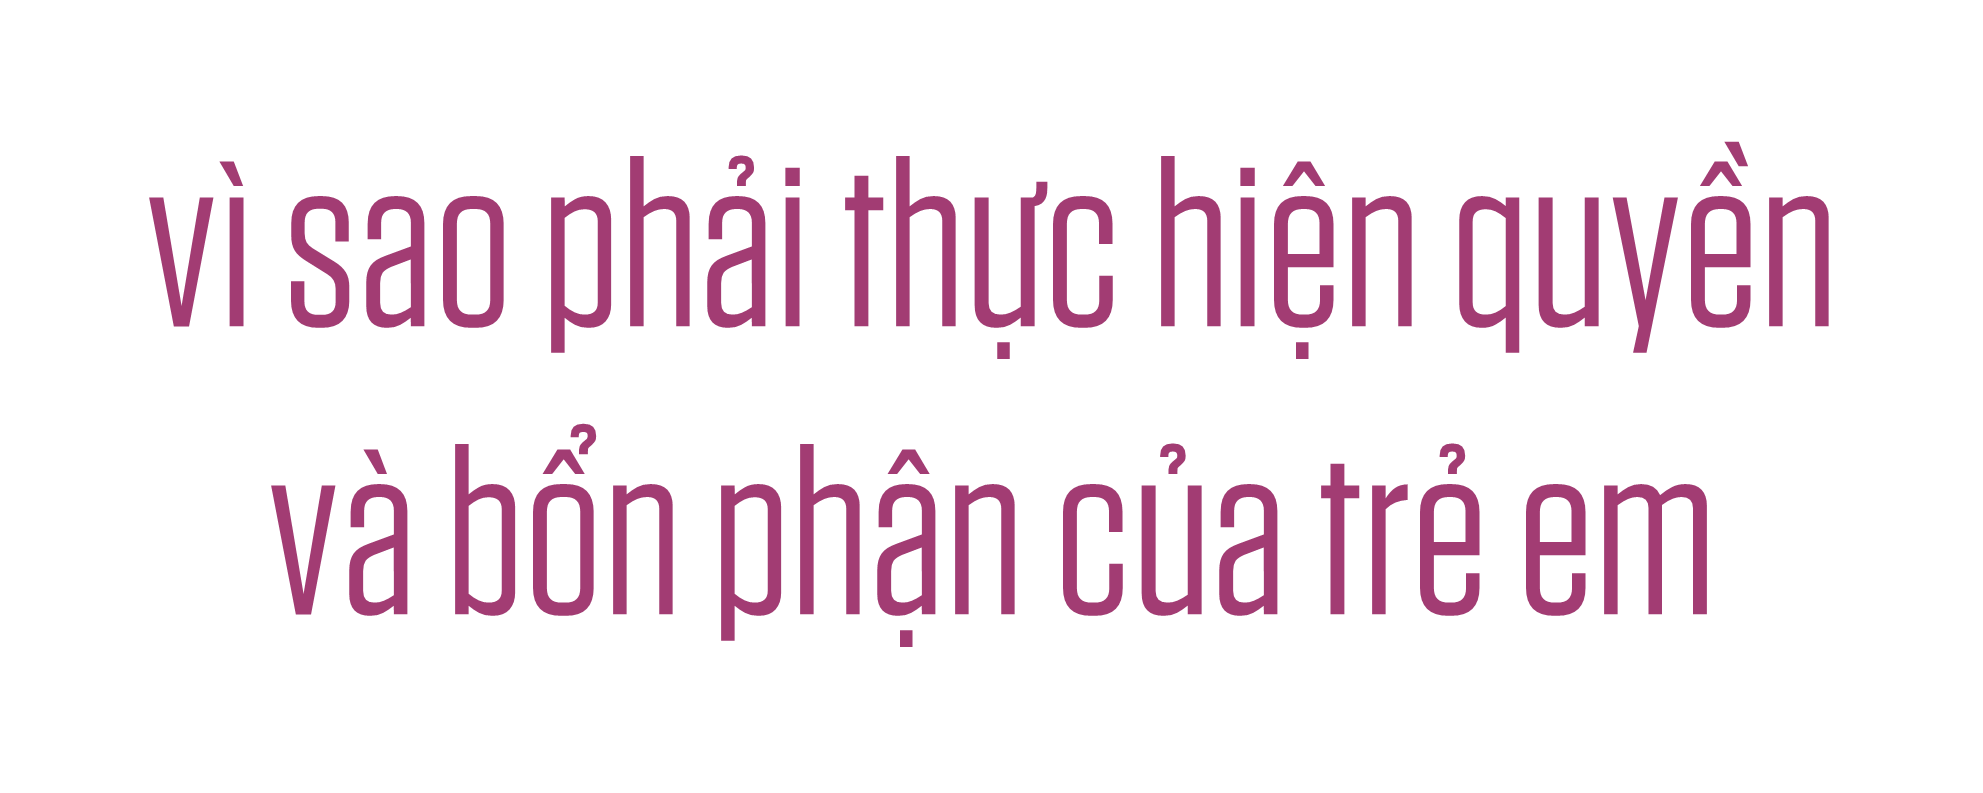 vì sao phải thực hiện quyền
và bổn phận của trẻ em